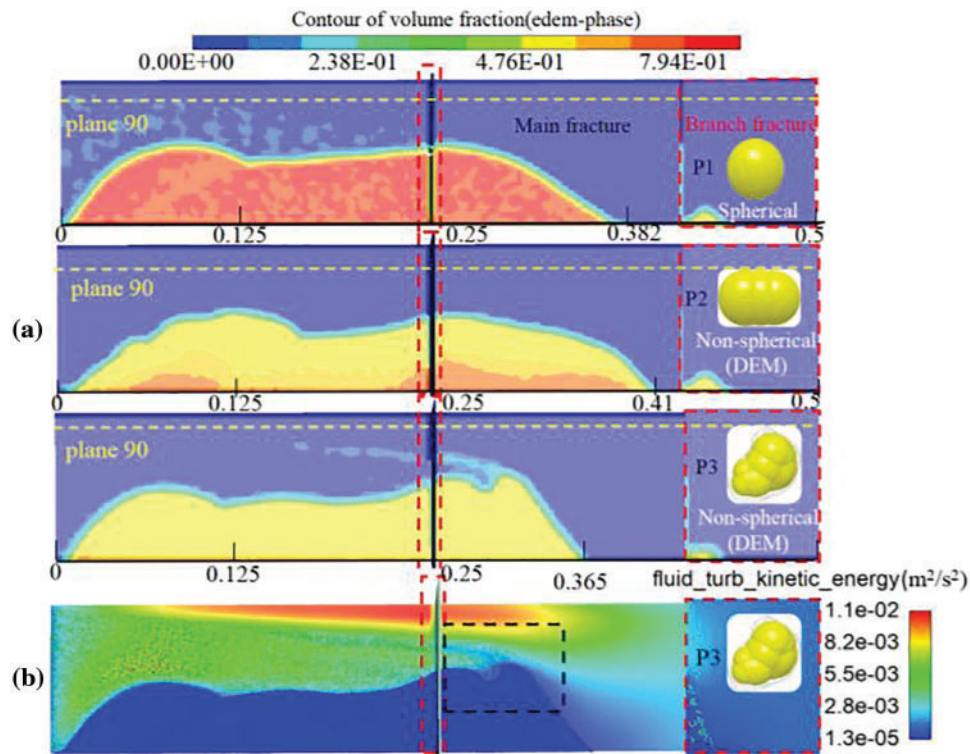 Contour of volume fraction(edem-phase)
0.00E+00 2.38E-01 4.76E-01 7.94E-01
plane 90 Main fracture Branch fracture
P1
Spherical
0 0.125 0.25 0.382 0.5
(a)
plane 90
P2
Non-spherical
(DEM)
0 0.125 0.25 0.41 0.5
plane 90
P3
Non-spherical
(DEM)
0 0.125 0.25 0.365
fluid_turb_kinetic_energy(m²/s²)
(b)
P3
1.1e-02
8.2e-03
5.5e-03
2.8e-03
1.3e-05